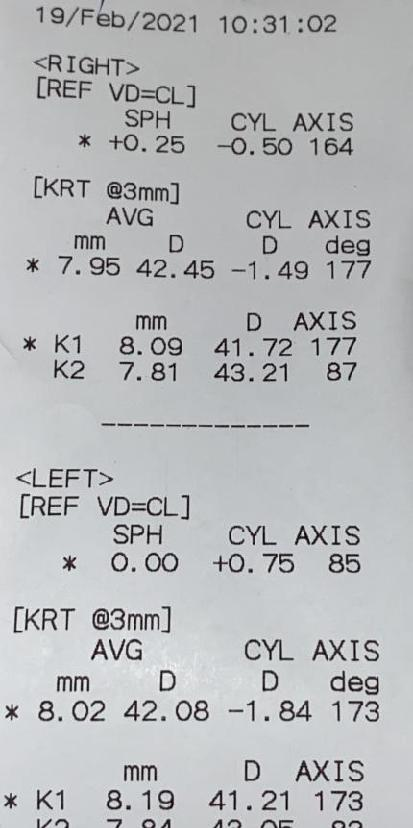 19/Feb/2021 10:31:02
<RIGHT>
[REF VD=CL]
SPH CYL AXIS
* +0.25 -0.50 164
[KRT @3mm]
AVG CYL AXIS
mm D D deg
* 7.95 42.45 -1.49 177
mm D AXIS
* K1 8.09 41.72 177
K2 7.81 43.21 87
-------------
<LEFT>
[REF VD=CL]
SPH CYL AXIS
* 0.00 +0.75 85
[KRT @3mm]
AVG CYL AXIS
mm D D deg
* 8.02 42.08 -1.84 173
mm D AXIS
* K1 8.19 41.21 173
K2 7.84